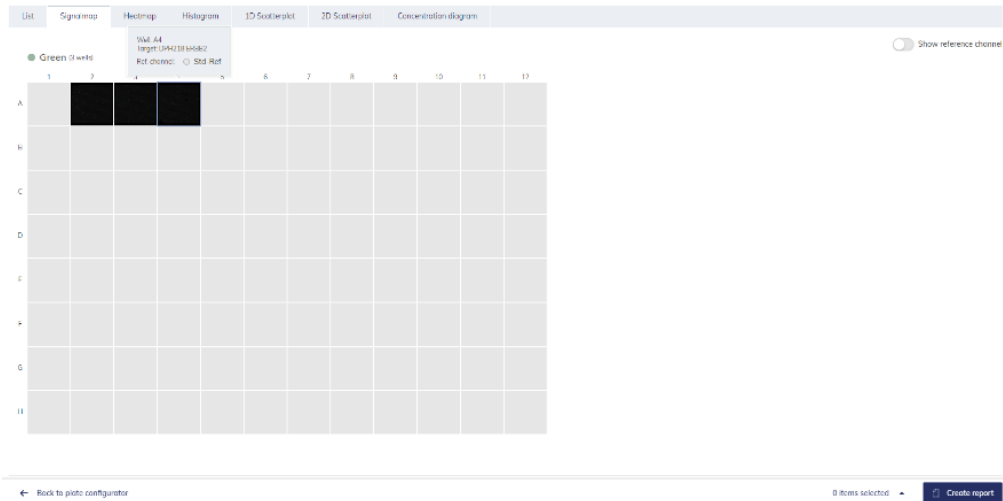 List Signalmap Heatmap Histogram 1D Scatterplot 2D Scatterplot Concentration diagram
Well: A4
Target:
Ref. channel: Std-Ref
Green (3 wells)
Show reference channel
1 2 3 5 6 7 8 9 10 11 12
A
B
C
D
E
F
G
H
← Back to plate configurator
0 items selected
Create report